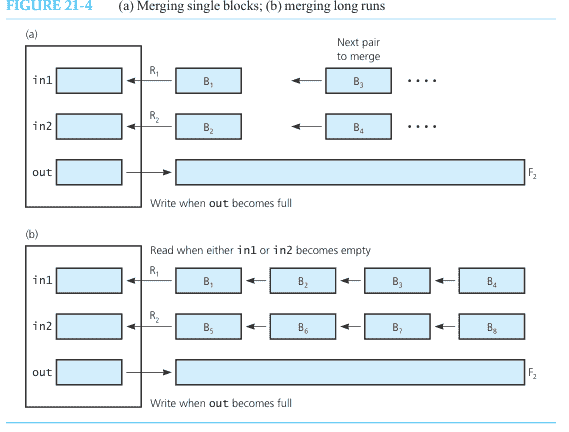 FIGURE 21-4 (a) Merging single blocks; (b) merging long runs
(a)
Next pair
to merge
in1 R₁ B₁ B₃ ····
in2 R₂ B₂ B₄ ····
out F₂
Write when out becomes full
(b)
Read when either in1 or in2 becomes empty
in1 R₁ B₁ B₂ B₃ B₄
in2 R₂ B₅ B₆ B₇ B₈
out F₂
Write when out becomes full